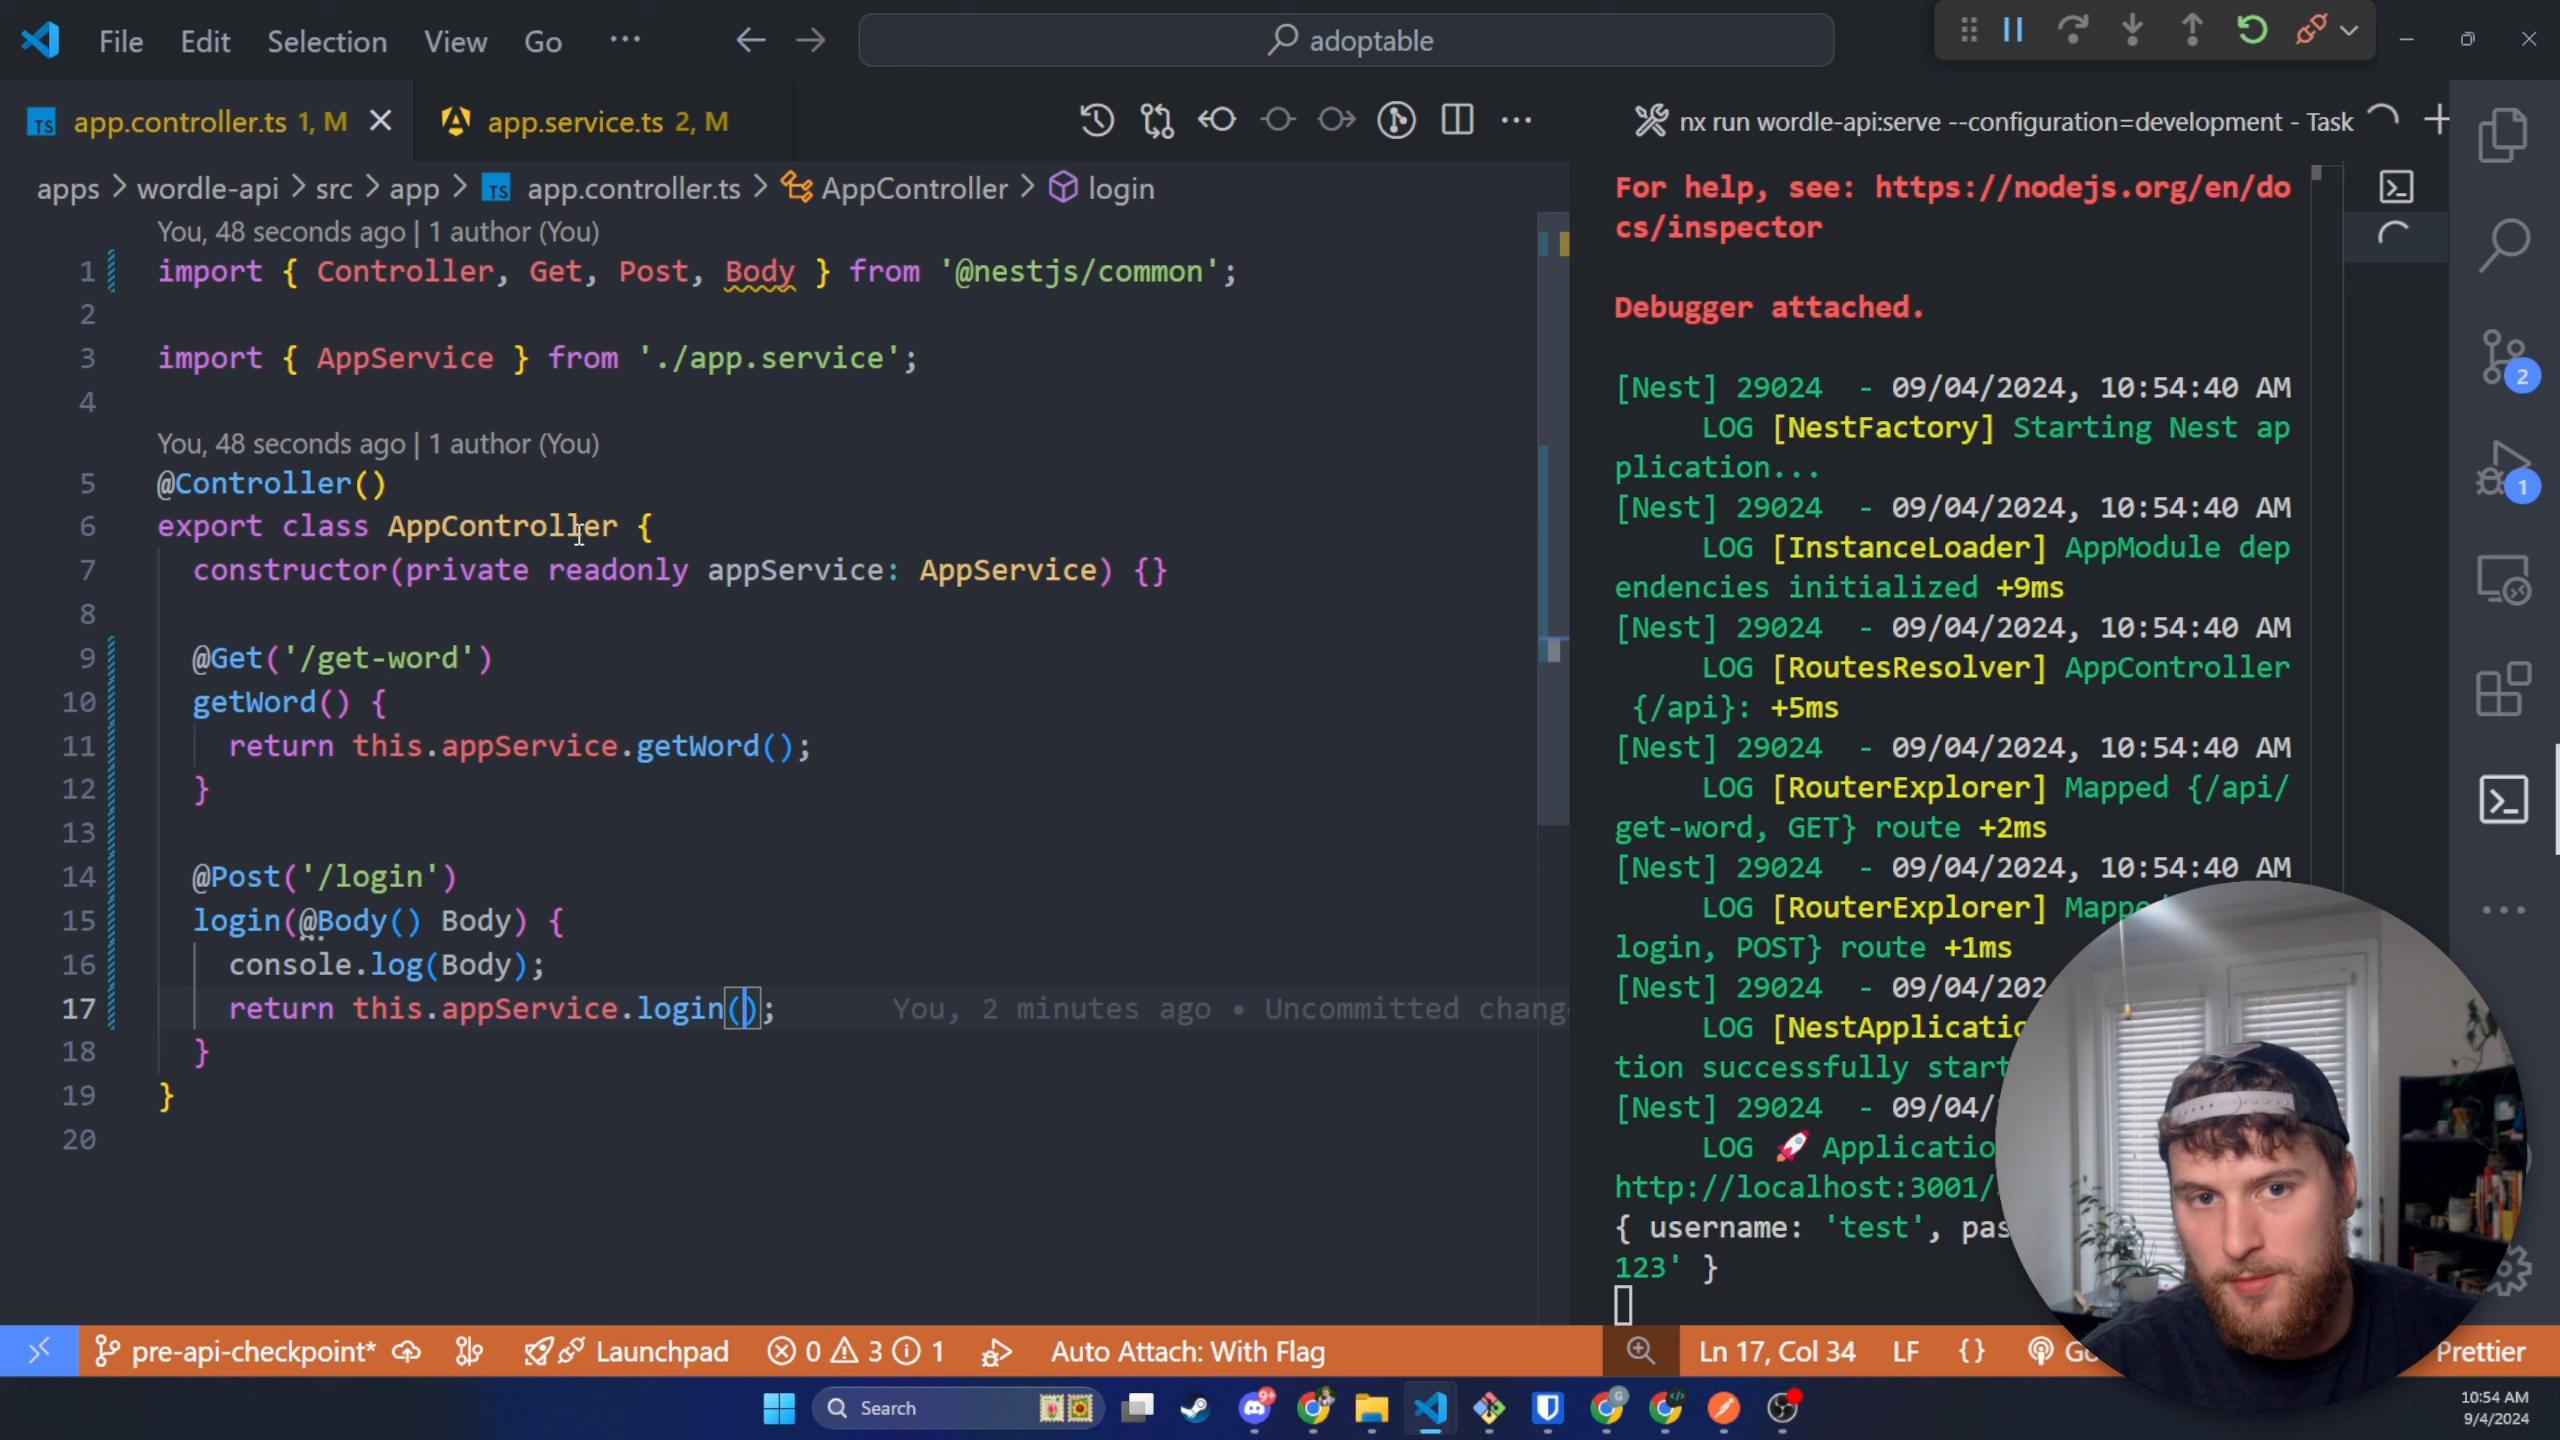 File Edit Selection View Go ··· adoptable
app.controller.ts 1, M app.service.ts 2, M nx run wordle-api:serve --configuration=development - Task
apps > wordle-api > src > app > TS app.controller.ts > AppController > login
You, 48 seconds ago | 1 author (You)
1 import { Controller, Get, Post, Body } from '@nestjs/common';
2
3 import { AppService } from './app.service';
4
You, 48 seconds ago | 1 author (You)
5 @Controller()
6 export class AppController {
7 constructor(private readonly appService: AppService) {}
8
9 @Get('/get-word')
10 getWord() {
11 return this.appService.getWord();
12 }
13
14 @Post('/login')
15 login(@Body() Body) {
16 console.log(Body);
17 return this.appService.login(); You, 2 minutes ago • Uncommitted chang
18 }
19 }
20
For help, see: https://nodejs.org/en/do
cs/inspector
Debugger attached.
[Nest] 29024 - 09/04/2024, 10:54:40 AM
LOG [NestFactory] Starting Nest ap
plication...
[Nest] 29024 - 09/04/2024, 10:54:40 AM
LOG [InstanceLoader] AppModule dep
endencies initialized +9ms
[Nest] 29024 - 09/04/2024, 10:54:40 AM
LOG [RoutesResolver] AppController
{/api}: +5ms
[Nest] 29024 - 09/04/2024, 10:54:40 AM
LOG [RouterExplorer] Mapped {/api/
get-word, GET} route +2ms
[Nest] 29024 - 09/04/2024, 10:54:40 AM
LOG [RouterExplorer] Mappe
login, POST} route +1ms
[Nest] 29024 - 09/04/202
LOG [NestApplicatio
tion successfully start
[Nest] 29024 - 09/04/
LOG 🚀 Applicatio
http://localhost:3001/
{ username: 'test', pas
123' }
2
1
pre-api-checkpoint* Launchpad 0 3 1 Auto Attach: With Flag Ln 17, Col 34 LF {} Go Prettier
Search 9+ 10:54 AM
9/4/2024